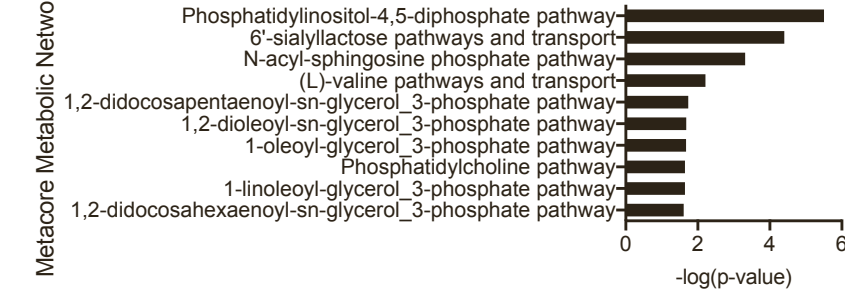 Metacore Metabolic Netwo
Phosphatidylinositol-4,5-diphosphate pathway
6'-sialyllactose pathways and transport
N-acyl-sphingosine phosphate pathway
(L)-valine pathways and transport
1,2-didocosapentaenoyl-sn-glycerol_3-phosphate pathway
1,2-dioleoyl-sn-glycerol_3-phosphate pathway
1-oleoyl-glycerol_3-phosphate pathway
Phosphatidylcholine pathway
1-linoleoyl-glycerol_3-phosphate pathway
1,2-didocosahexaenoyl-sn-glycerol_3-phosphate pathway
0 2 4 6
-log(p-value)